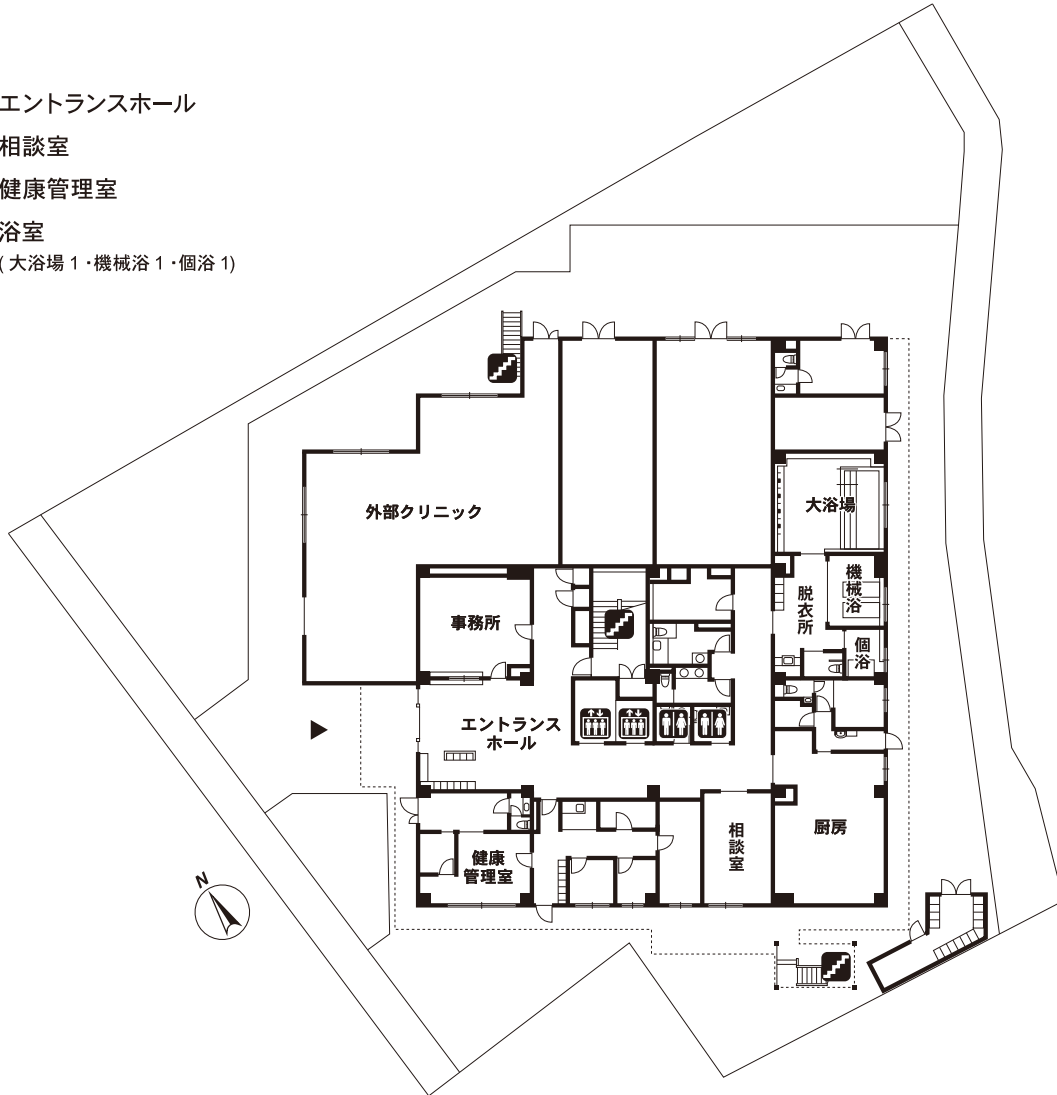 エントランスホール
相談室
健康管理室
浴室
( 大浴場 1・機械浴 1・個浴 1)
外部クリニック
大浴場
機械浴
脱衣所
個浴
事務所
エントランス
ホール
相談室
厨房
健康
管理室
N